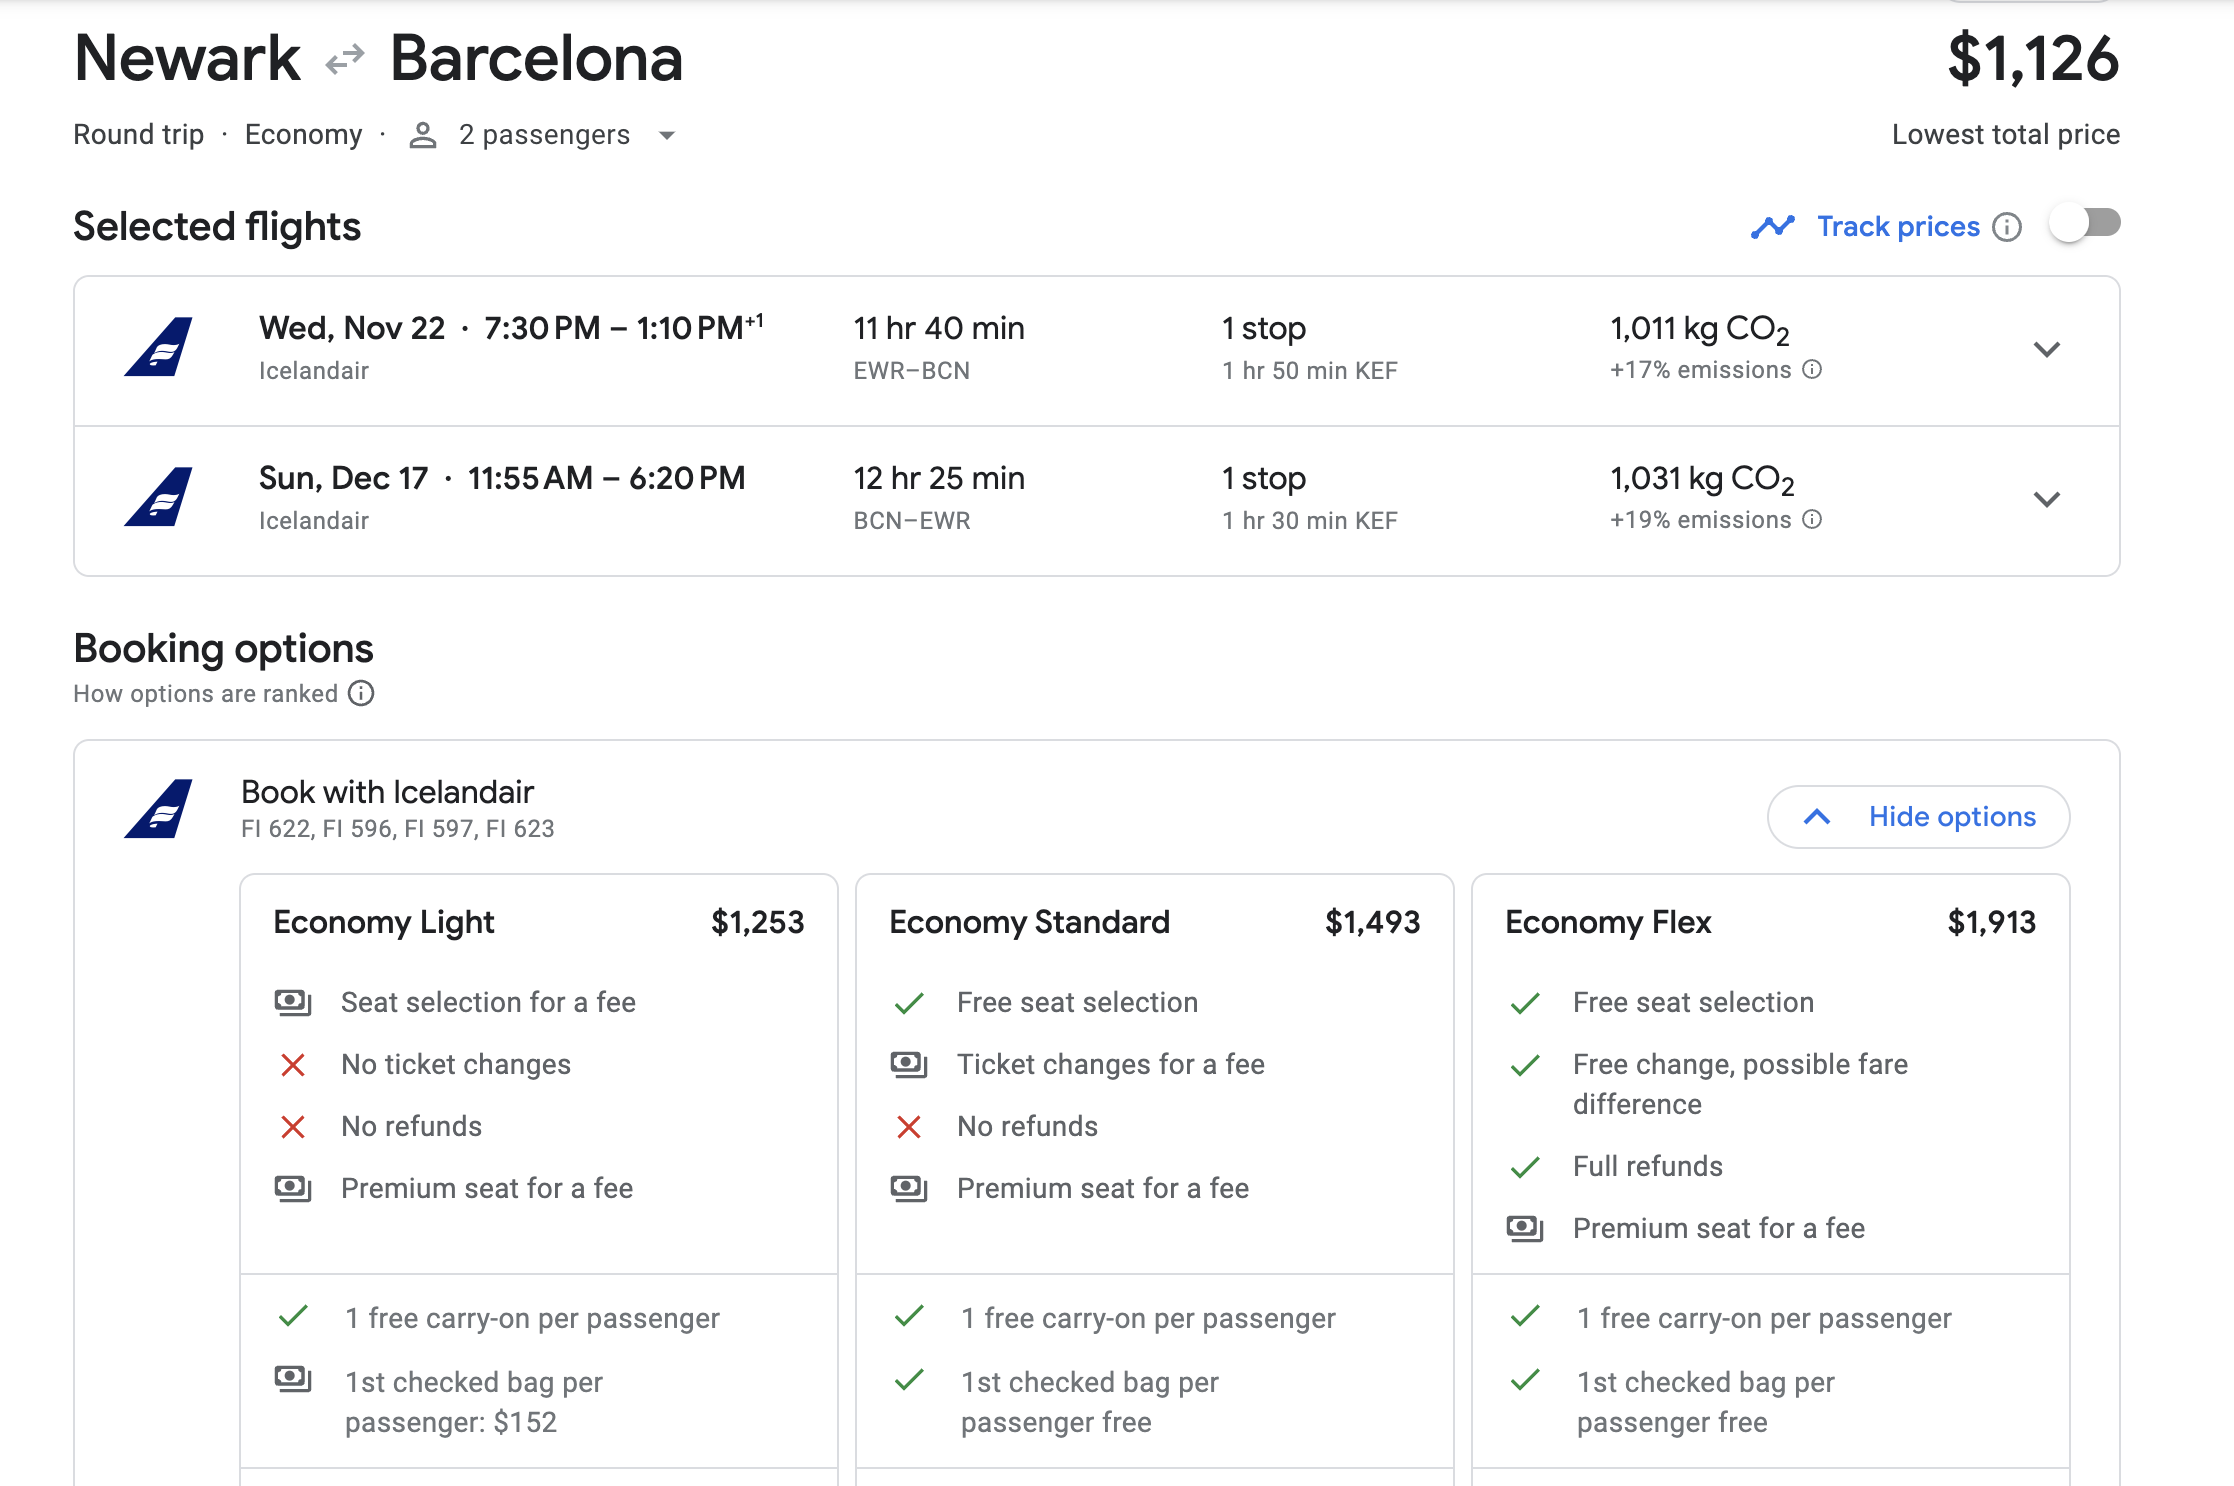 Newark Barcelona
$1,126
Round trip · Economy · 2 passengers
Lowest total price
Selected flights
Track prices
Wed, Nov 22 · 7:30 PM – 1:10 PM+1
11 hr 40 min
1 stop
1,011 kg CO2
Icelandair
EWR–BCN
1 hr 50 min KEF
+17% emissions
Sun, Dec 17 · 11:55 AM – 6:20 PM
12 hr 25 min
1 stop
1,031 kg CO2
Icelandair
BCN–EWR
1 hr 30 min KEF
+19% emissions
Booking options
How options are ranked
Book with Icelandair
FI 622, FI 596, FI 597, FI 623
Hide options
Economy Light $1,253
Seat selection for a fee
No ticket changes
No refunds
Premium seat for a fee
1 free carry-on per passenger
1st checked bag per
passenger: $152
Economy Standard $1,493
Free seat selection
Ticket changes for a fee
No refunds
Premium seat for a fee
1 free carry-on per passenger
1st checked bag per
passenger free
Economy Flex $1,913
Free seat selection
Free change, possible fare
difference
Full refunds
Premium seat for a fee
1 free carry-on per passenger
1st checked bag per
passenger free